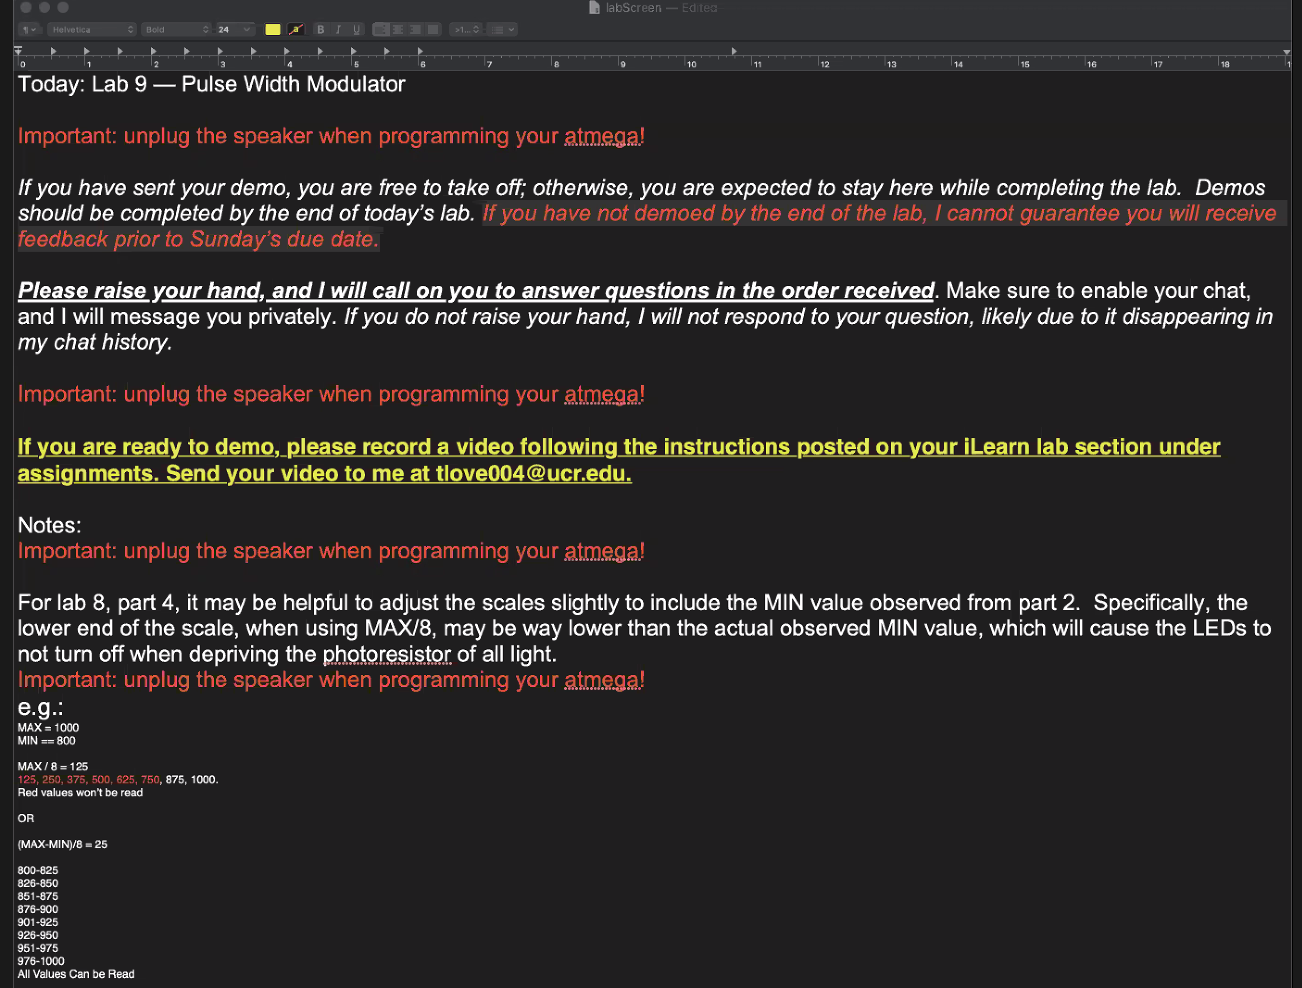 labScreen — Edited
Helvetica Bold 24 a B I U
0 1 2 3 4 5 6 7 8 9 10 11 12 13 14 15 16 17 18
Today: Lab 9 — Pulse Width Modulator
Important: unplug the speaker when programming your atmega!
If you have sent your demo, you are free to take off; otherwise, you are expected to stay here while completing the lab.  Demos
should be completed by the end of today's lab. If you have not demoed by the end of the lab, I cannot guarantee you will receive
feedback prior to Sunday's due date.
Please raise your hand, and I will call on you to answer questions in the order received. Make sure to enable your chat,
and I will message you privately. If you do not raise your hand, I will not respond to your question, likely due to it disappearing in
my chat history.
Important: unplug the speaker when programming your atmega!
If you are ready to demo, please record a video following the instructions posted on your iLearn lab section under
assignments. Send your video to me at tlove004@ucr.edu.
Notes:
Important: unplug the speaker when programming your atmega!
For lab 8, part 4, it may be helpful to adjust the scales slightly to include the MIN value observed from part 2.  Specifically, the
lower end of the scale, when using MAX/8, may be way lower than the actual observed MIN value, which will cause the LEDs to
not turn off when depriving the photoresistor of all light.
Important: unplug the speaker when programming your atmega!
e.g.:
MAX = 1000
MIN == 800
MAX / 8 = 125
125, 250, 375, 500, 625, 750, 875, 1000.
Red values won't be read
OR
(MAX-MIN)/8 = 25
800-825
826-850
851-875
876-900
901-925
926-950
951-975
976-1000
All Values Can be Read